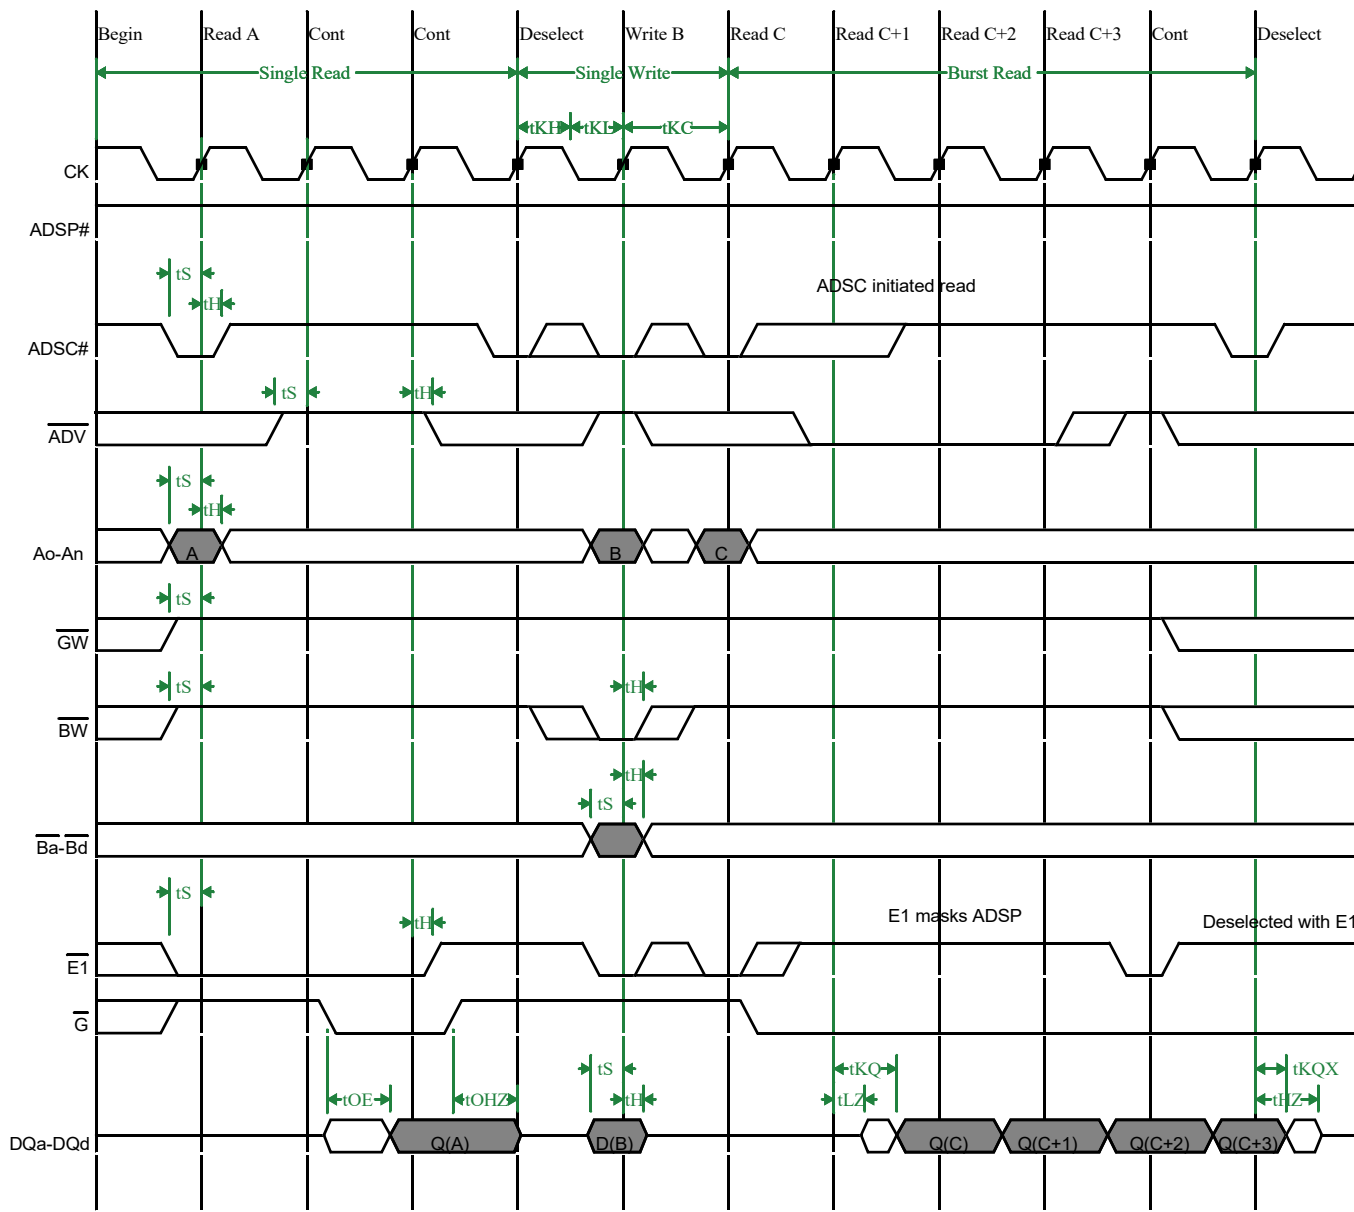 Begin Read A Cont Cont Deselect Write B Read C Read C+1 Read C+2 Read C+3 Cont Deselect
Single Read Single Write Burst Read
tKH tKL tKC
CK
ADSP#
tS
ADSC initiated read
tH
ADSC#
tS tH
ADV
tS
tH
Ao-An A B C
tS
GW
tS tH
BW
tH
tS
Ba-Bd
tS
E1 masks ADSP Deselected with E1
tH
E1
G
tS tKQ tKQX
tOE tOHZ tH tLZ tHZ
DQa-DQd Q(A) D(B) Q(C) Q(C+1) Q(C+2) Q(C+3)